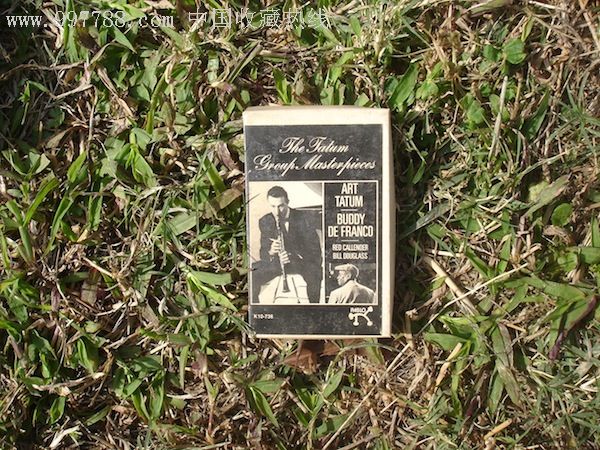 www.997788.com 中国收藏热线
The Tatum
Group Masterpieces
ART
TATUM
BUDDY
DE FRANCO
RED CALLENDER
BILL DOUGLASS
K10-736
PABLO